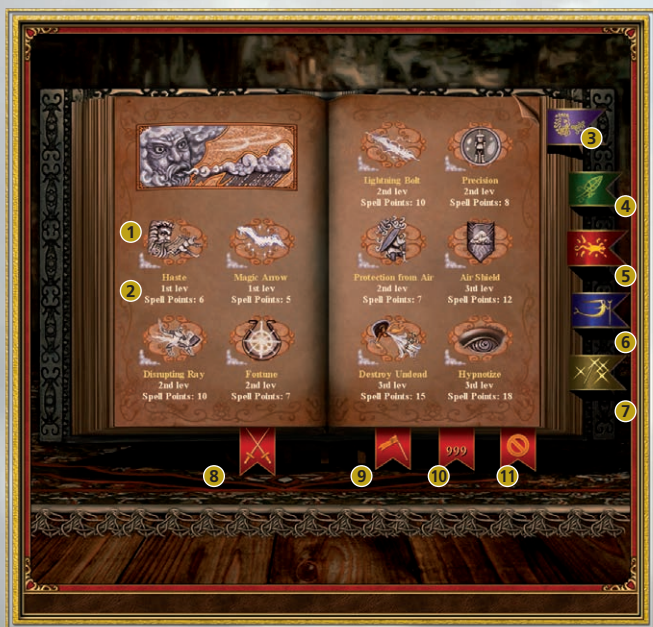 Lightning Bolt
2nd lev
Spell Points: 10
Precision
2nd lev
Spell Points: 8
3
4
1
Haste
1st lev
2
Spell Points: 6
Magic Arrow
1st lev
Spell Points: 5
Protection from Air
2nd lev
Spell Points: 7
Air Shield
3rd lev
Spell Points: 12
5
6
Disrupting Ray
2nd lev
Spell Points: 10
Fortune
2nd lev
Spell Points: 7
Destroy Undead
3rd lev
Spell Points: 15
Hypnotize
3rd lev
Spell Points: 18
7
8
9
999
10
11